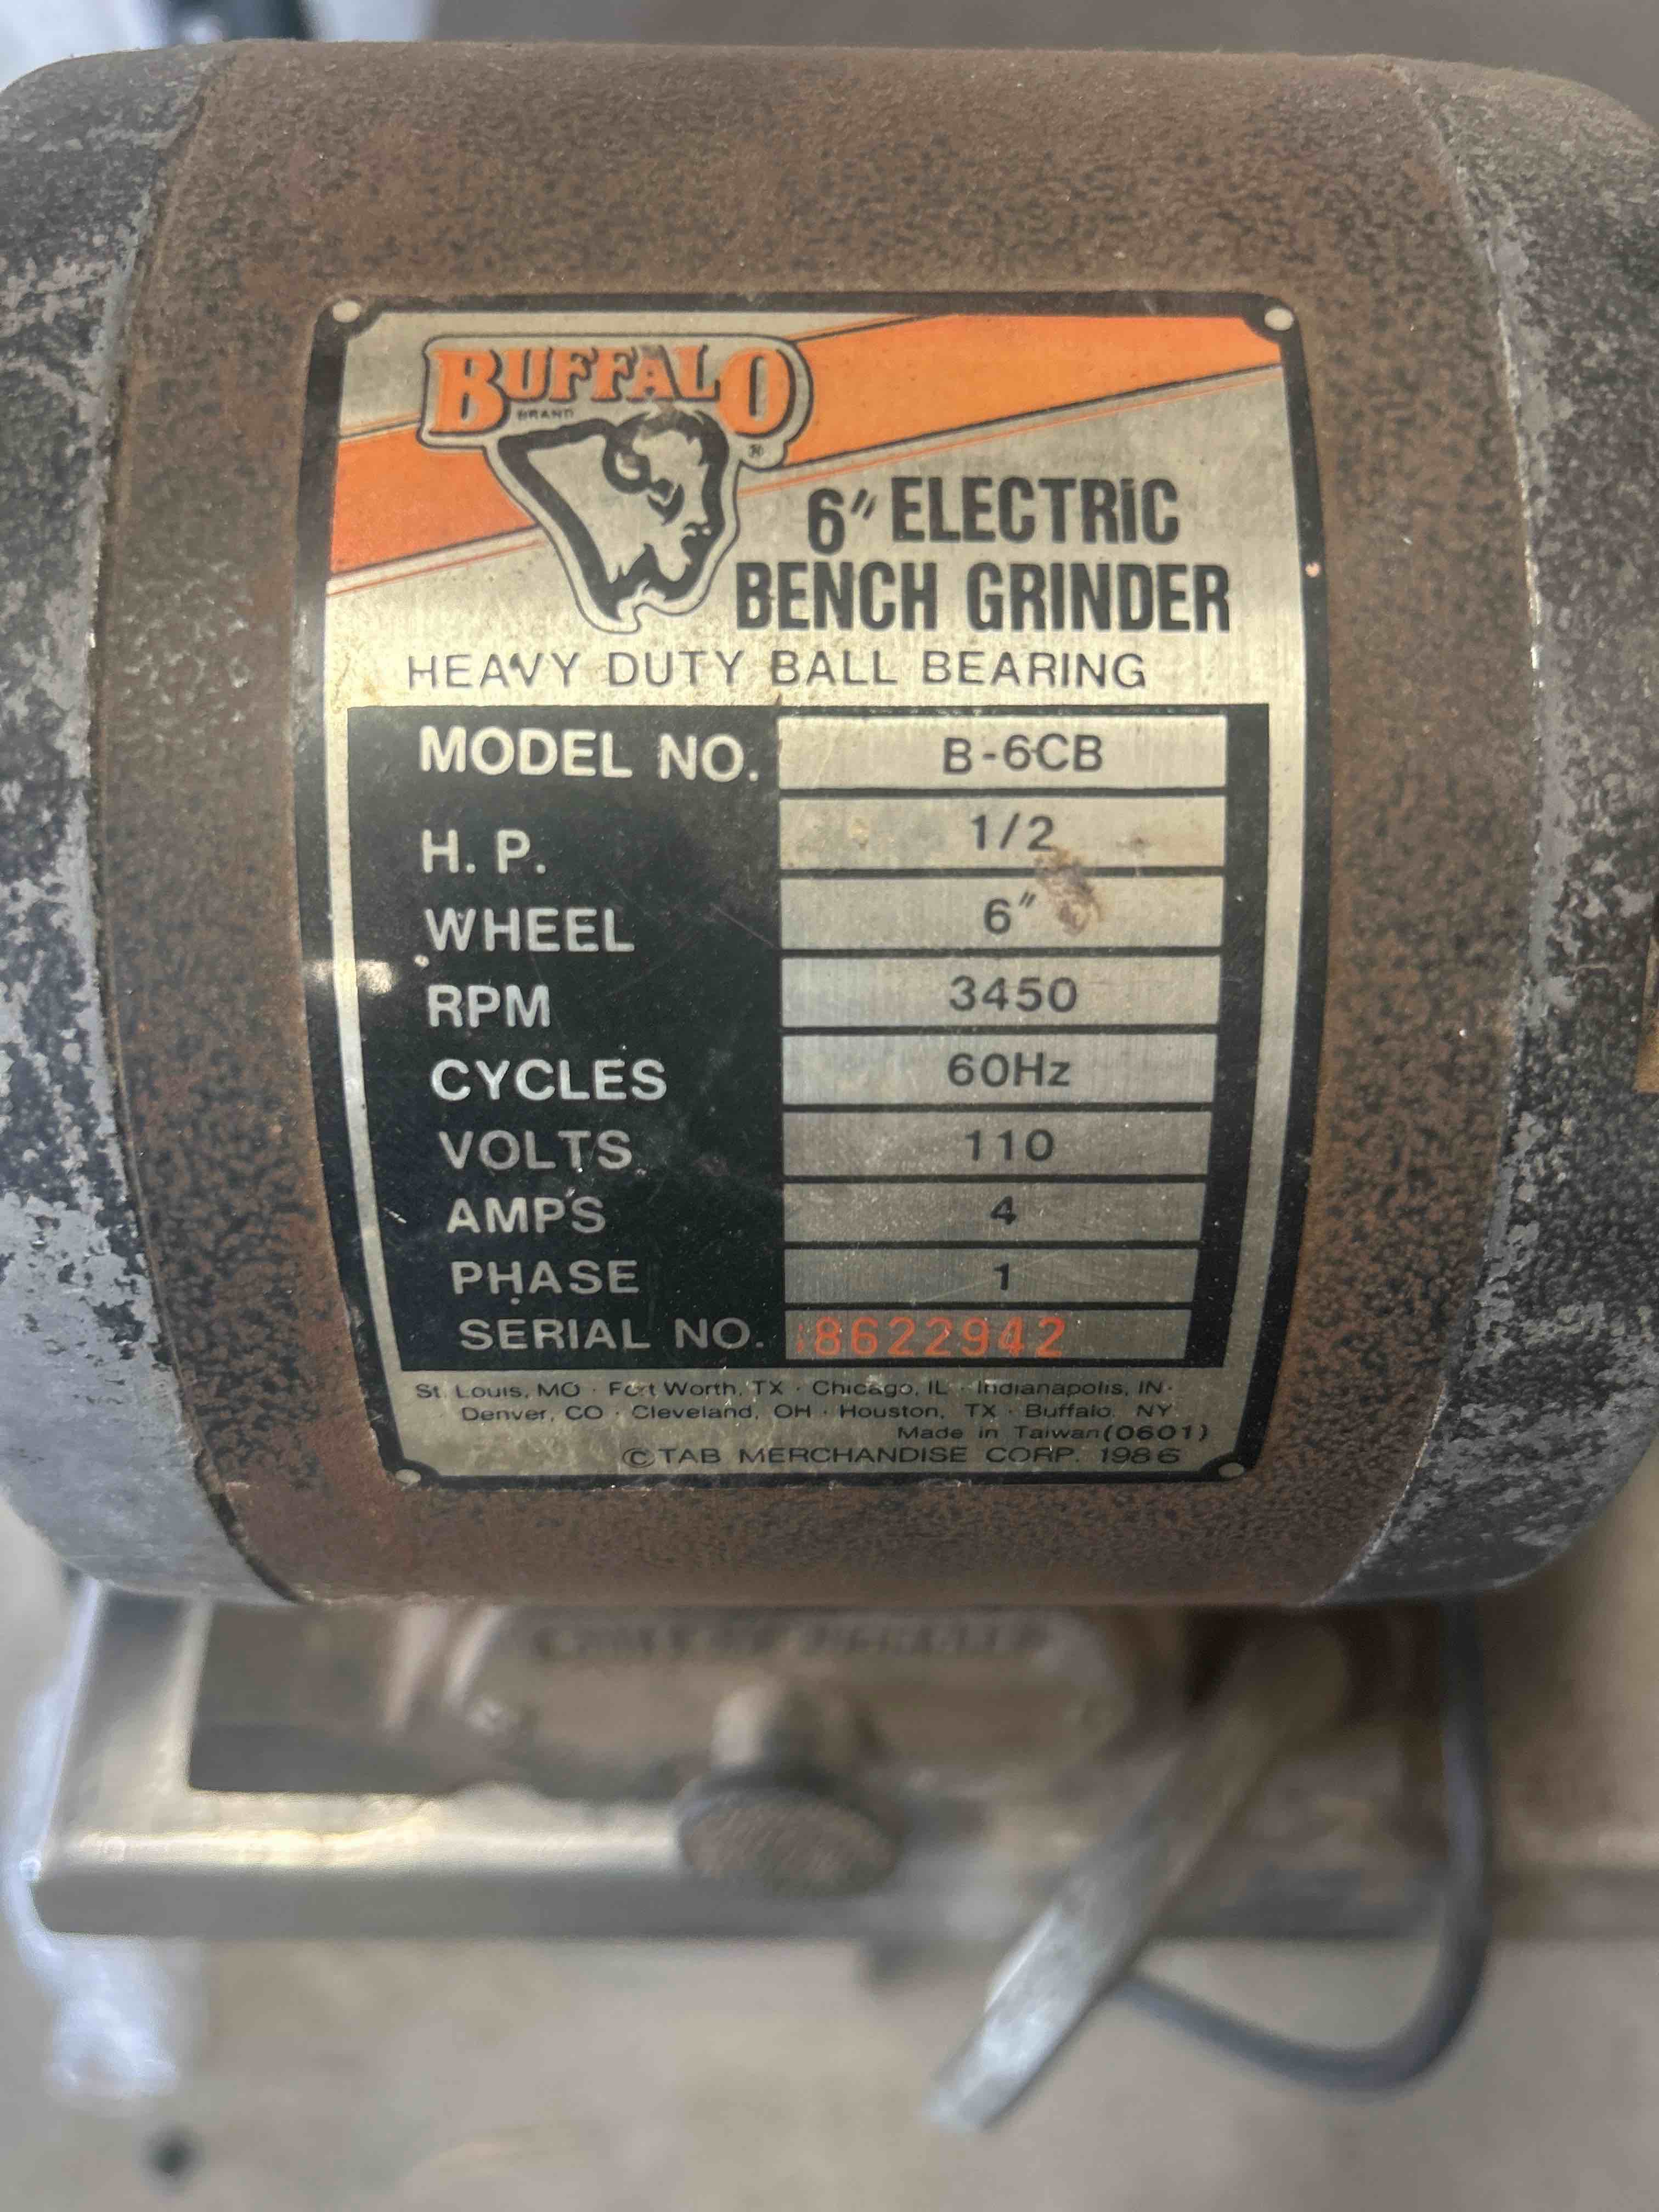 BUFFALO
BRAND
®
6" ELECTRIC
BENCH GRINDER
HEAVY DUTY BALL BEARING
MODEL NO. B-6CB
H. P. 1/2
WHEEL 6"
RPM 3450
CYCLES 60Hz
VOLTS 110
AMPS 4
PHASE 1
SERIAL NO. 8622942
St. Louis, MO · Fort Worth, TX · Chicago, IL · Indianapolis, IN ·
Denver, CO · Cleveland, OH · Houston, TX · Buffalo, NY
Made in Taiwan (0601)
© TAB MERCHANDISE CORP. 1986